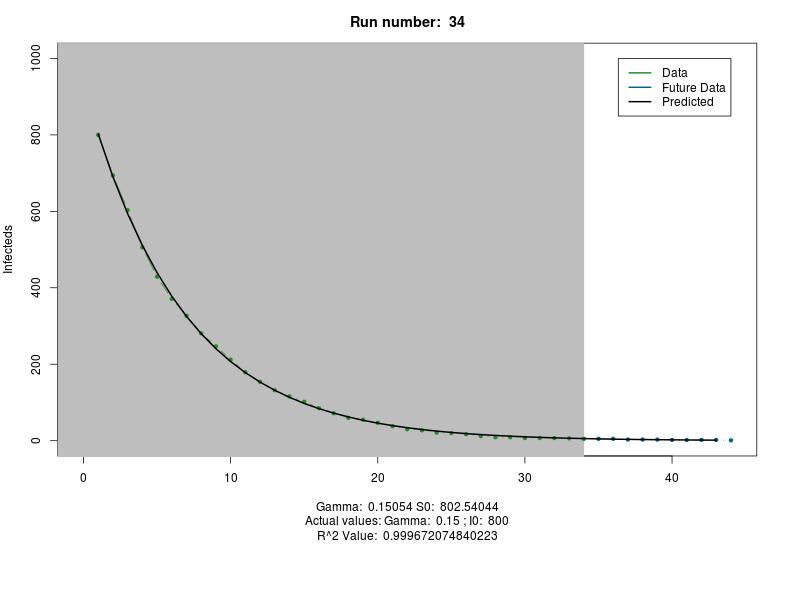 Run number: 34
1000
800
600
400
200
0
Infecteds
Data
Future Data
Predicted
0 10 20 30 40
Gamma: 0.15054 S0: 802.54044
Actual values: Gamma: 0.15 ; I0: 800
R^2 Value: 0.999672074840223